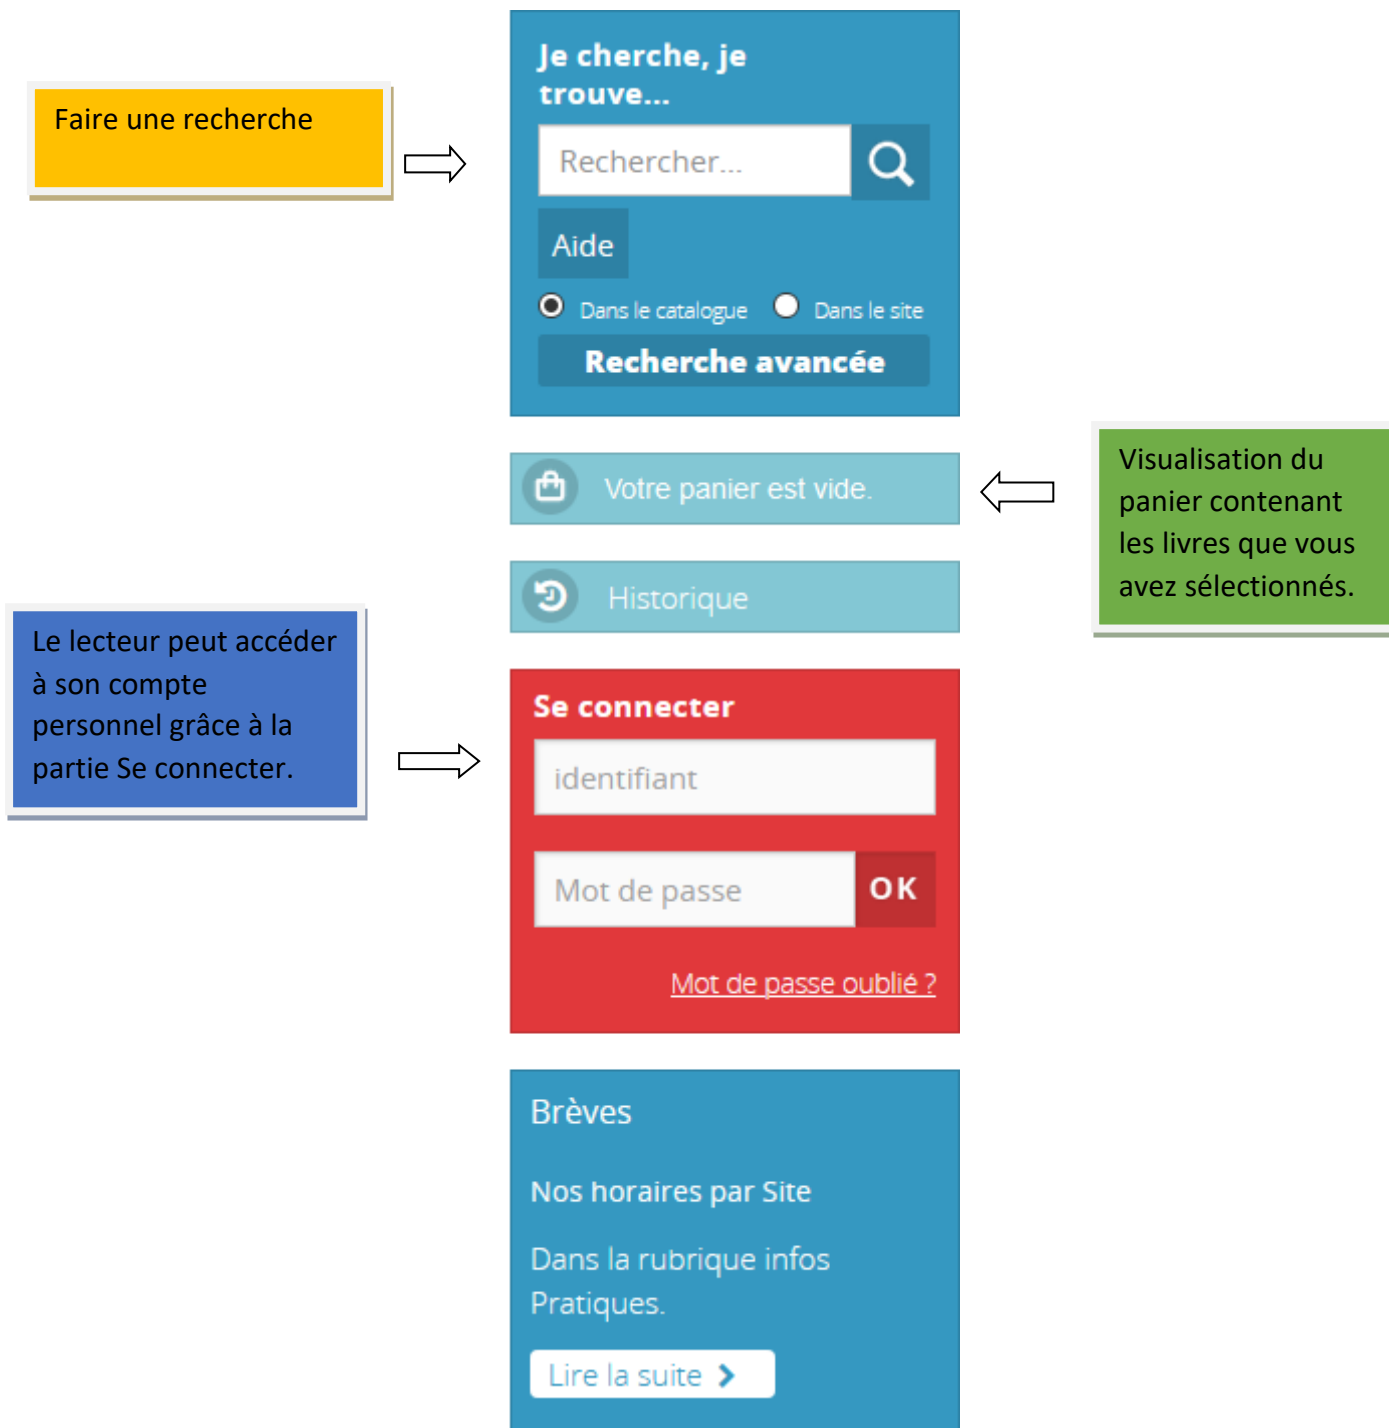 Je cherche, je
trouve...
Faire une recherche
Rechercher...
Aide
Dans le catalogue Dans le site
Recherche avancée
Votre panier est vide.
Visualisation du
panier contenant
les livres que vous
avez sélectionnés.
Historique
Le lecteur peut accéder
à son compte
personnel grâce à la
partie Se connecter.
Se connecter
identifiant
Mot de passe OK
Mot de passe oublié ?
Brèves
Nos horaires par Site
Dans la rubrique infos
Pratiques.
Lire la suite